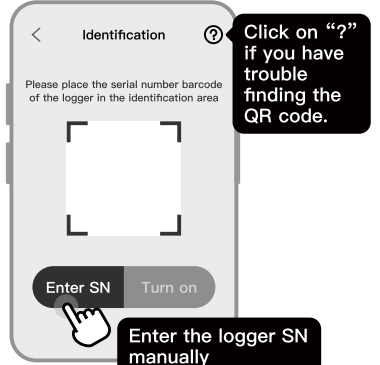 Identification
Click on “?”
if you have
trouble
finding the
QR code.
Please place the serial number barcode
of the logger in the identification area
Enter SN
Turn on
Enter the logger SN
manually